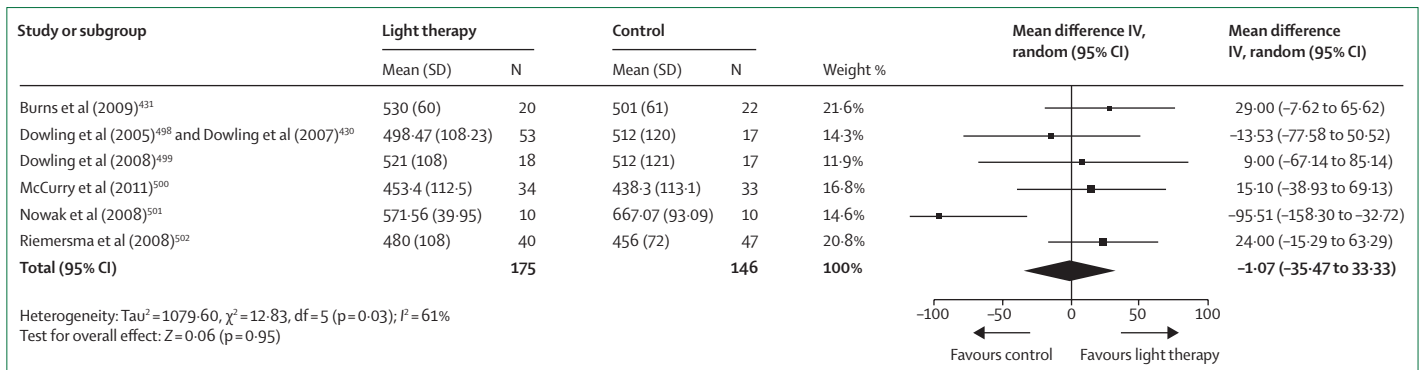 Study or subgroup Light therapy Control Mean difference IV, random (95% CI) Mean difference IV, random (95% CI)
Mean (SD) N Mean (SD) N Weight %
Burns et al (2009)⁴³¹ 530 (60) 20 501 (61) 22 21·6% 29·00 (–7·62 to 65·62)
Dowling et al (2005)⁴⁹⁸ and Dowling et al (2007)⁴³⁰ 498·47 (108·23) 53 512 (120) 17 14·3% –13·53 (–77·58 to 50·52)
Dowling et al (2008)⁴⁹⁹ 521 (108) 18 512 (121) 17 11·9% 9·00 (–67·14 to 85·14)
McCurry et al (2011)⁵⁰⁰ 453·4 (112·5) 34 438·3 (113·1) 33 16·8% 15·10 (–38·93 to 69·13)
Nowak et al (2008)⁵⁰¹ 571·56 (39·95) 10 667·07 (93·09) 10 14·6% –95·51 (–158·30 to –32·72)
Riemersma et al (2008)⁵⁰² 480 (108) 40 456 (72) 47 20·8% 24·00 (–15·29 to 63·29)
Total (95% CI) 175 146 100% –1·07 (–35·47 to 33·33)
Heterogeneity: Tau²=1079·60, χ²=12·83, df=5 (p=0·03); I²=61%
Test for overall effect: Z=0·06 (p=0·95)
–100 –50 0 50 100
Favours control Favours light therapy